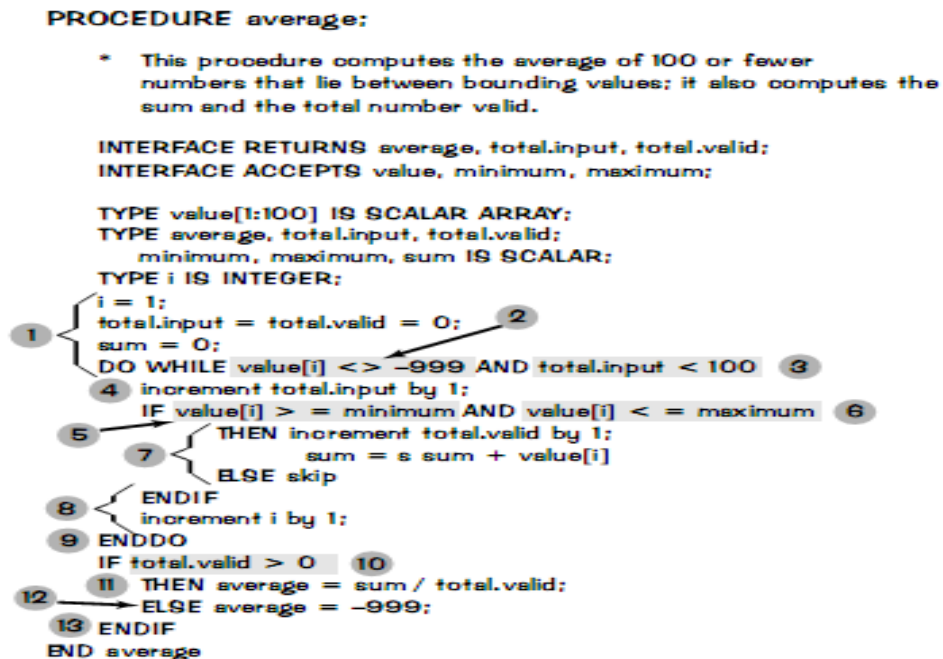 PROCEDURE average;
* This procedure computes the average of 100 or fewer
numbers that lie between bounding values; it also computes the
sum and the total number valid.
INTERFACE RETURNS average, total.input, total.valid;
INTERFACE ACCEPTS value, minimum, maximum;
TYPE value[1:100] IS SCALAR ARRAY;
TYPE average, total.input, total.valid;
minimum, maximum, sum IS SCALAR;
TYPE i IS INTEGER;
i = 1;
total.input = total.valid = 0; 2
1 sum = 0;
DO WHILE value[i] <> –999 AND total.input < 100 3
4 increment total.input by 1;
IF value[i] > = minimum AND value[i] < = maximum 6
5 THEN increment total.valid by 1;
7 sum = s sum + value[i]
ELSE skip
8 ENDIF
increment i by 1;
9 ENDDO
IF total.valid > 0 10
11 THEN average = sum / total.valid;
12 ELSE average = –999;
13 ENDIF
END average